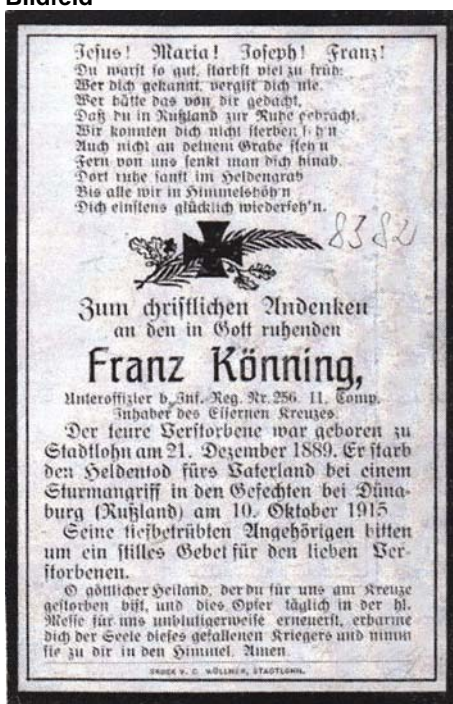 Bildfeld
Jesus! Maria! Joseph! Franz!
Du warst so gut, starbst viel zu früh:
Wer dich gekannt, vergißt dich nie.
Wer hätte das von dir gedacht,
Daß du in Rußland zur Ruhe gebracht,
Wir konnten dich nicht sterben seh'n
Auch nicht an deinem Grabe steh'n
Fern von uns senkt man dich hinab.
Dort ruhe sanft im Heldengrab
Bis alle wir in Himmelshöh'n
Dich einstens glücklich wiederseh'n.
8382
Zum christlichen Andenken
an den in Gott ruhenden
Franz Könning,
Unteroffizier b. Inf.-Reg. Nr. 256 11. Comp.
Inhaber des Eisernen Kreuzes.
Der teure Verstorbene war geboren zu
Stadtlohn am 21. Dezember 1889. Er starb
den Heldentod fürs Vaterland bei einem
Sturmangriff in den Gefechten bei Düna-
burg (Rußland) am 10. Oktober 1915
Seine tiefbetrübten Angehörigen bitten
um ein stilles Gebet für den lieben Ver-
storbenen.
O göttlicher Heiland, der du für uns am Kreuze
gestorben bist, und dies Opfer täglich in der hl.
Messe für uns unblutigerweise erneuerst, erbarme
dich der Seele dieses gefallenen Kriegers und nimm
sie zu dir in den Himmel. Amen.
DRUCK V. C. WÜLLNER, STADTLOHN.